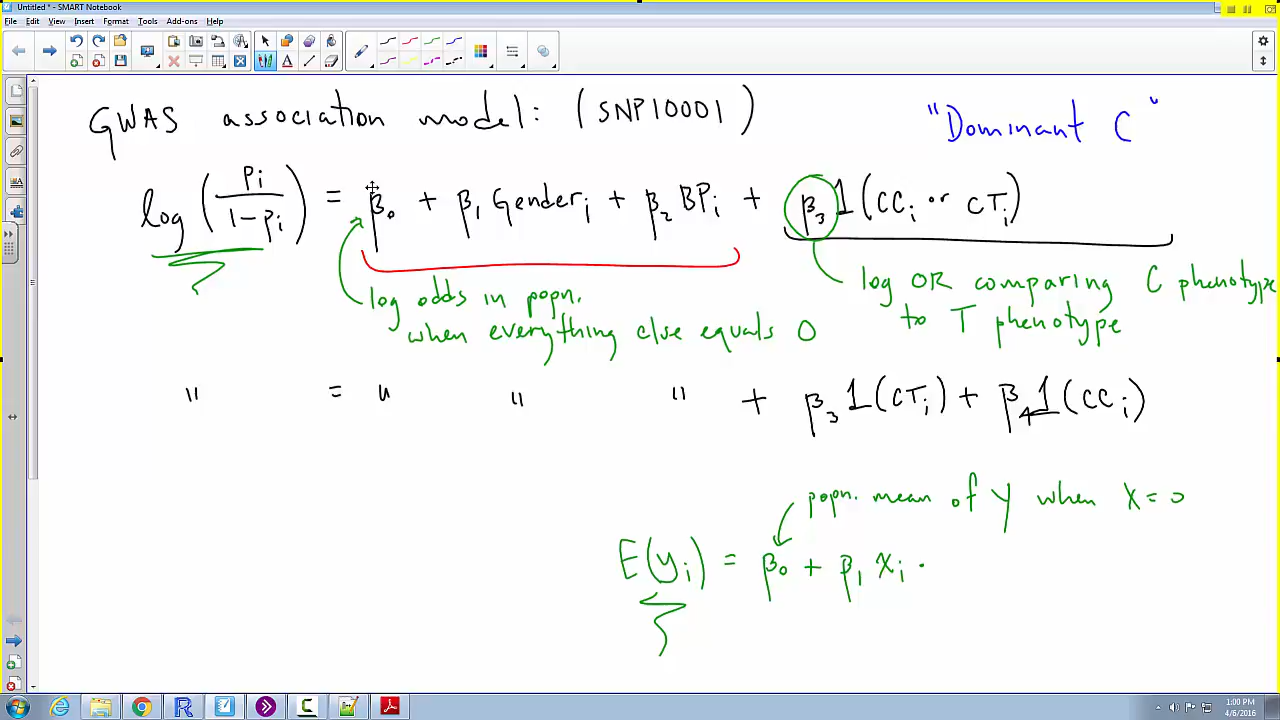 Untitled * - SMART Notebook
File Edit View Insert Format Tools Add-ons Help
GWAS association model: (SNP10001)
"Dominant C"
log (pi / 1-pi) = β0 + β1 Genderi + β2 BPi + β3 1(CCi or CTi)
log odds in popn.
when everything else equals 0
log OR comparing C phenotype
to T phenotype
" = " " " + β3 1(CTi) + β4 1(CCi)
popn. mean of Y when X = 0
E(yi) = β0 + β1 xi .
1:00 PM
4/6/2016